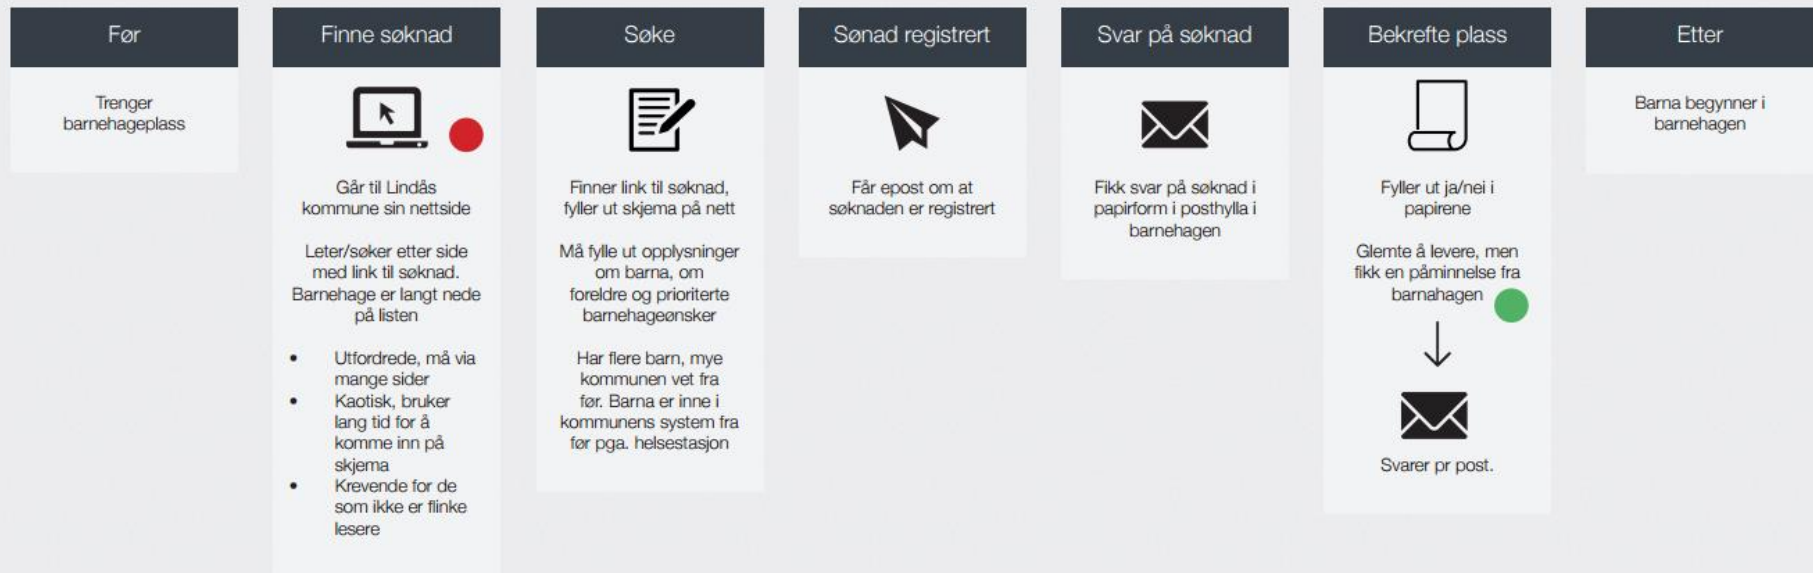 Før
Trenger
barnehageplass
Finne søknad
Går til Lindås
kommune sin nettside
Leter/søker etter side
med link til søknad.
Barnehage er langt nede
på listen
• Utfordrede, må via
mange sider
• Kaotisk, bruker
lang tid for å
komme inn på
skjema
• Krevende for de
som ikke er flinke
lesere
Søke
Finner link til søknad,
fyller ut skjema på nett
Må fylle ut opplysninger
om barna, om
foreldre og prioriterte
barnehageønsker
Har flere barn, mye
kommunen vet fra
før. Barna er inne i
kommunens system fra
før pga. helsestasjon
Sønad registrert
Får epost om at
søknaden er registrert
Svar på søknad
Fikk svar på søknad i
papirform i posthylla i
barnehagen
Bekrefte plass
Fyller ut ja/nei i
papirene
Glemte å levere, men
fikk en påminnelse fra
barnahagen
Svarer pr post.
Etter
Barna begynner i
barnehagen